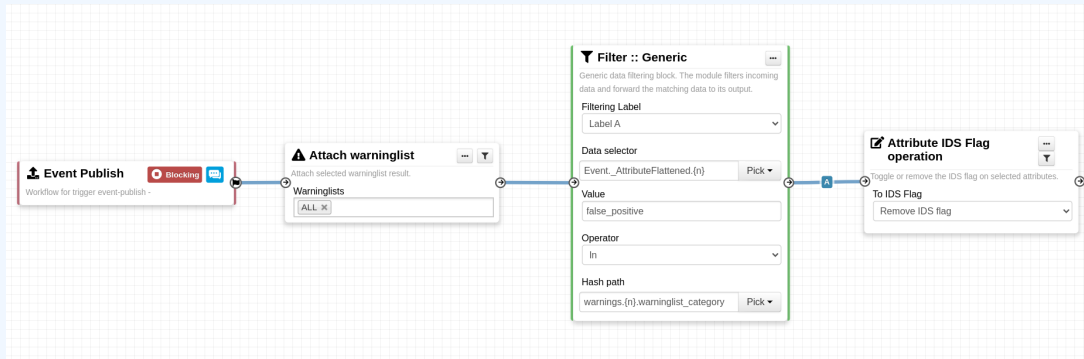 Event Publish
Blocking
Workflow for trigger event-publish -
Attach warninglist
Attach selected warninglist result.
Warninglists
ALL
Filter :: Generic
Generic data filtering block. The module filters incoming
data and forward the matching data to its output.
Filtering Label
Label A
Data selector
Event._AttributeFlattened.{n}
Pick
Value
false_positive
Operator
In
Hash path
warnings.{n}.warninglist_category
Pick
A
Attribute IDS Flag
operation
Toggle or remove the IDS flag on selected attributes.
To IDS Flag
Remove IDS flag